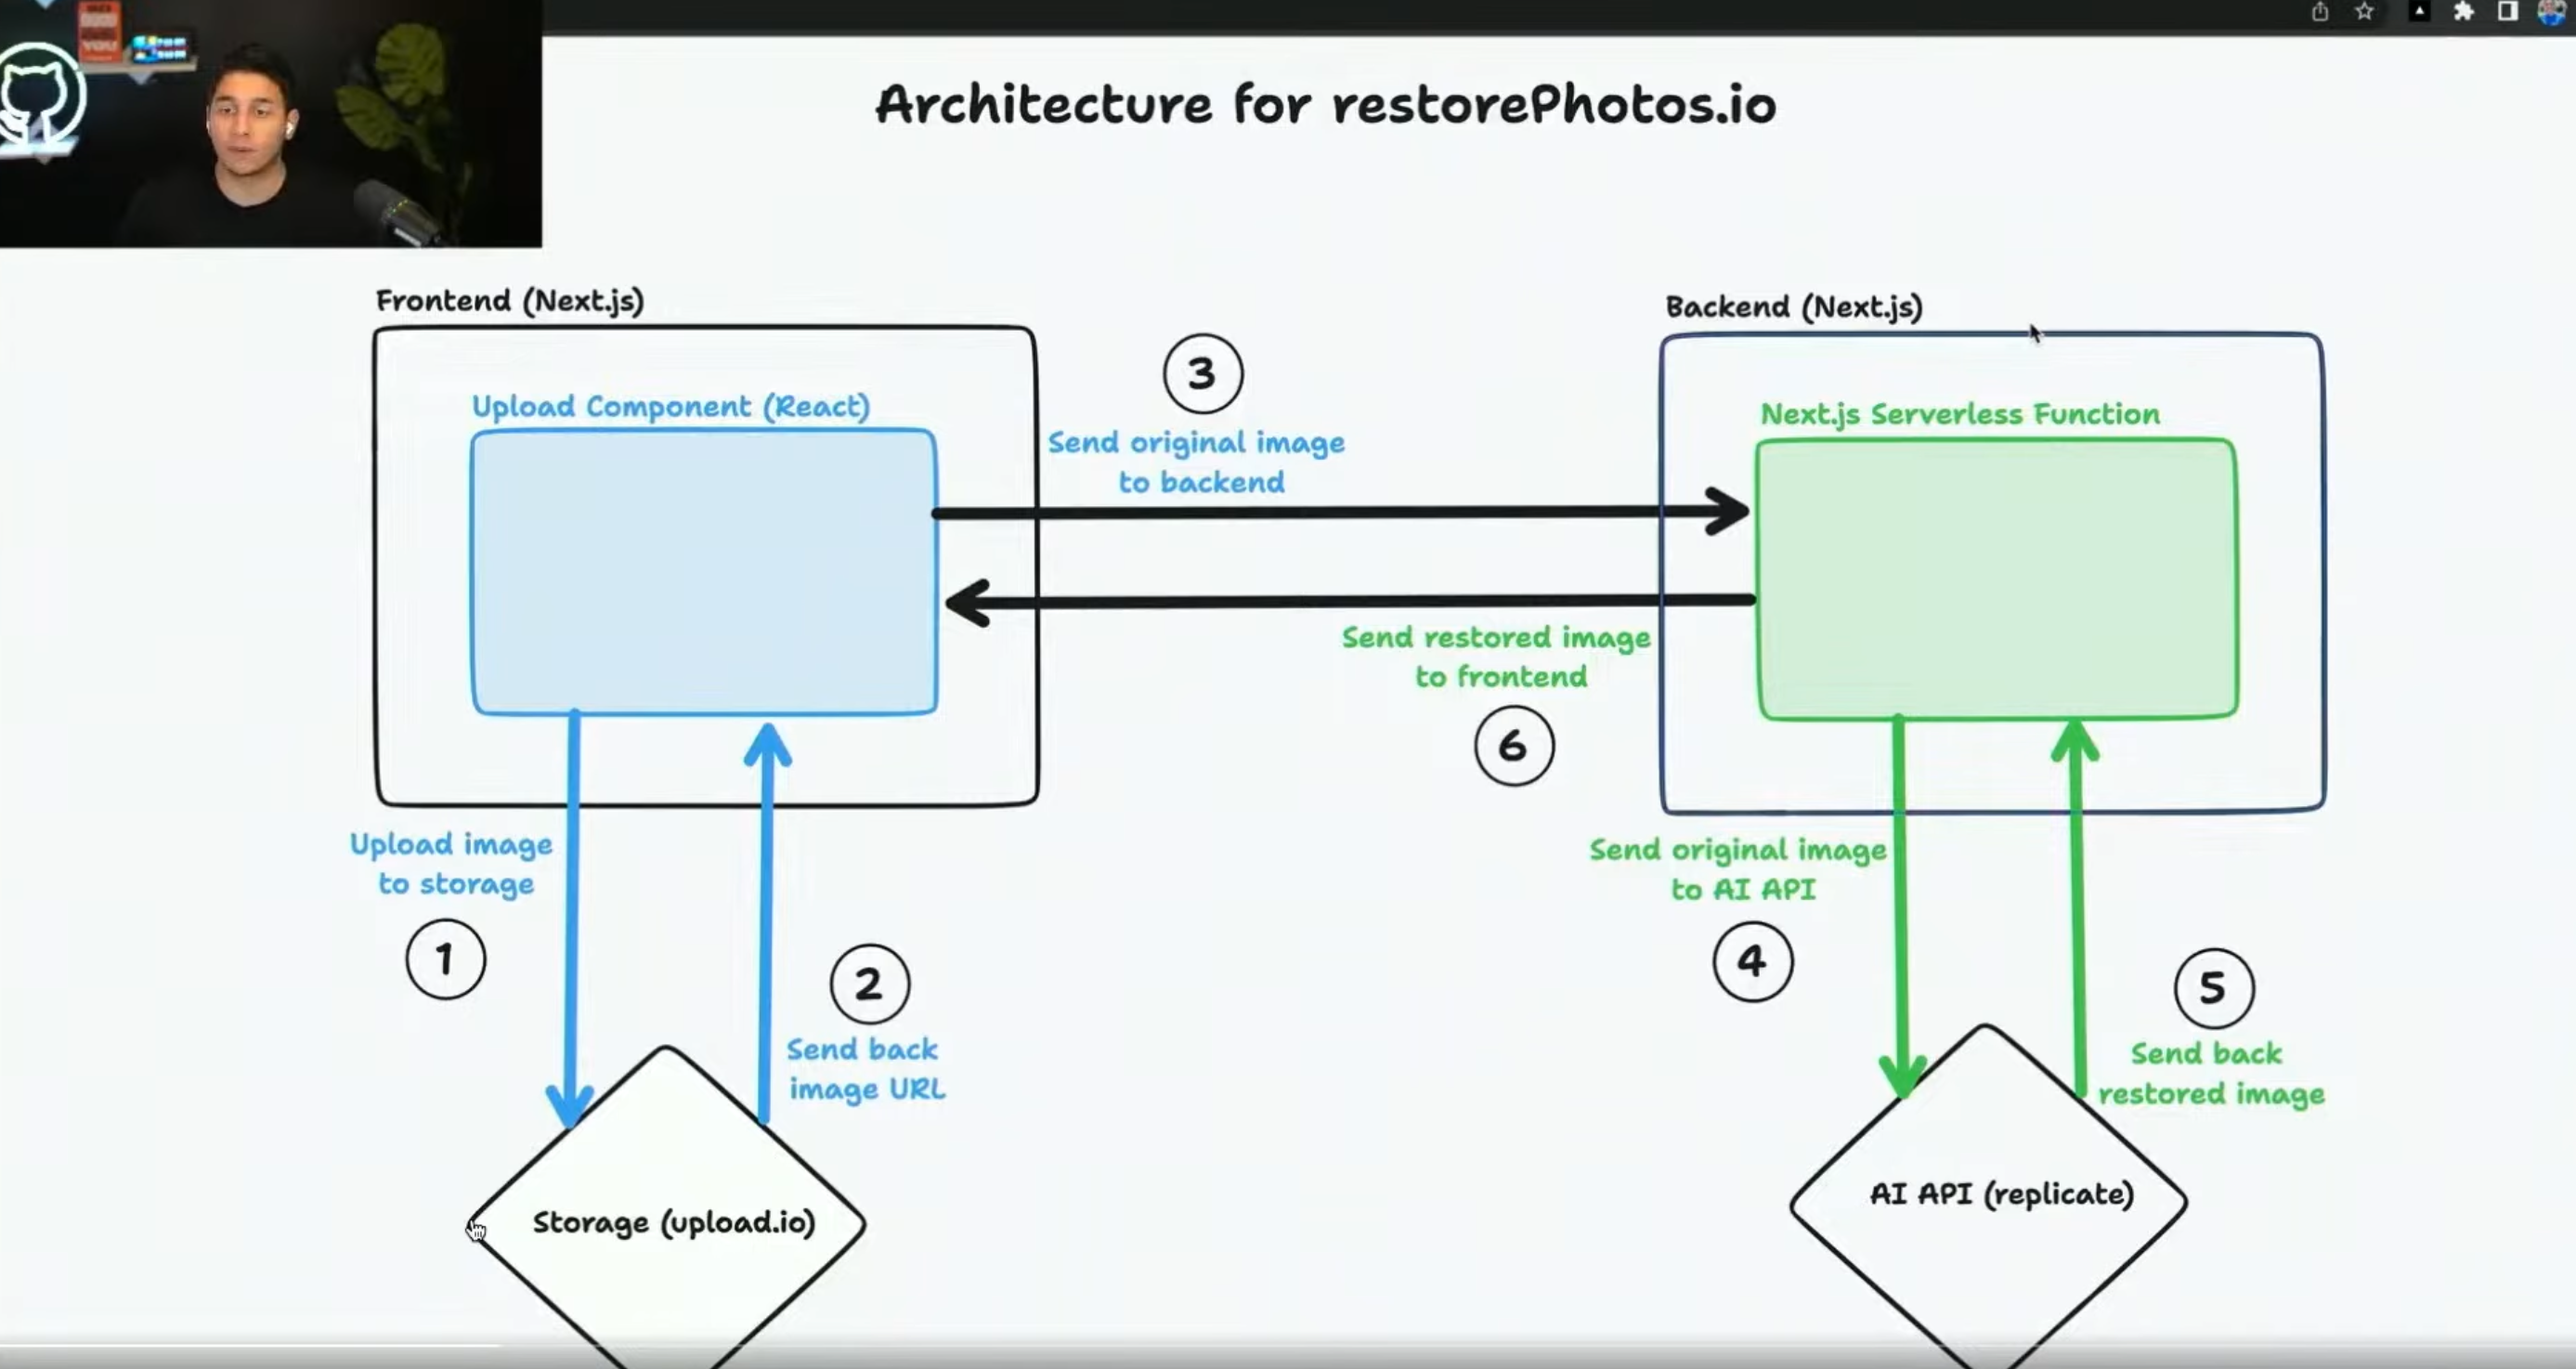 Architecture for restorePhotos.io
Frontend (Next.js)
Upload Component (React)
3
Send original image
to backend
Backend (Next.js)
Next.js Serverless Function
Send restored image
to frontend
6
Upload image
to storage
1
2
Send back
image URL
Storage (upload.io)
Send original image
to AI API
4
5
Send back
restored image
AI API (replicate)